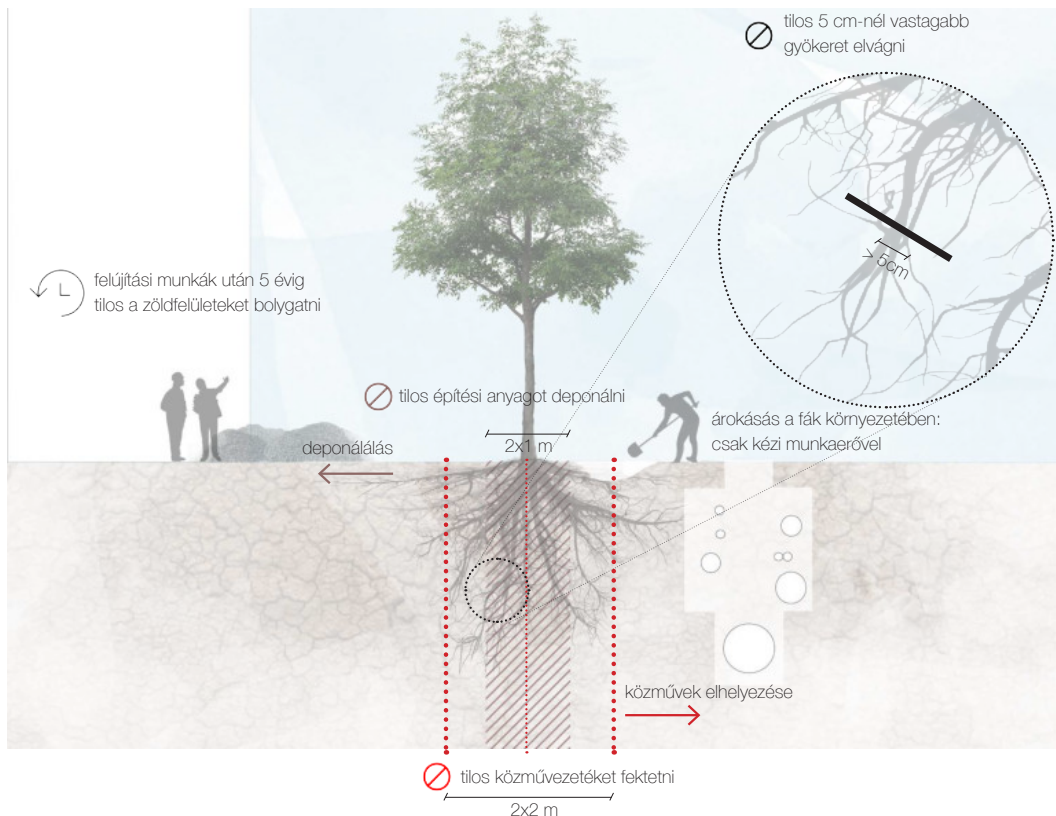 tilos 5 cm-nél vastagabb
gyökeret elvágni
> 5cm
felújítási munkák után 5 évig
tilos a zöldfelületeket bolygatni
tilos építési anyagot deponálni
árokásás a fák környezetében:
csak kézi munkaerővel
deponálálás
2x1 m
közművek elhelyezése
tilos közművezetéket fektetni
2x2 m